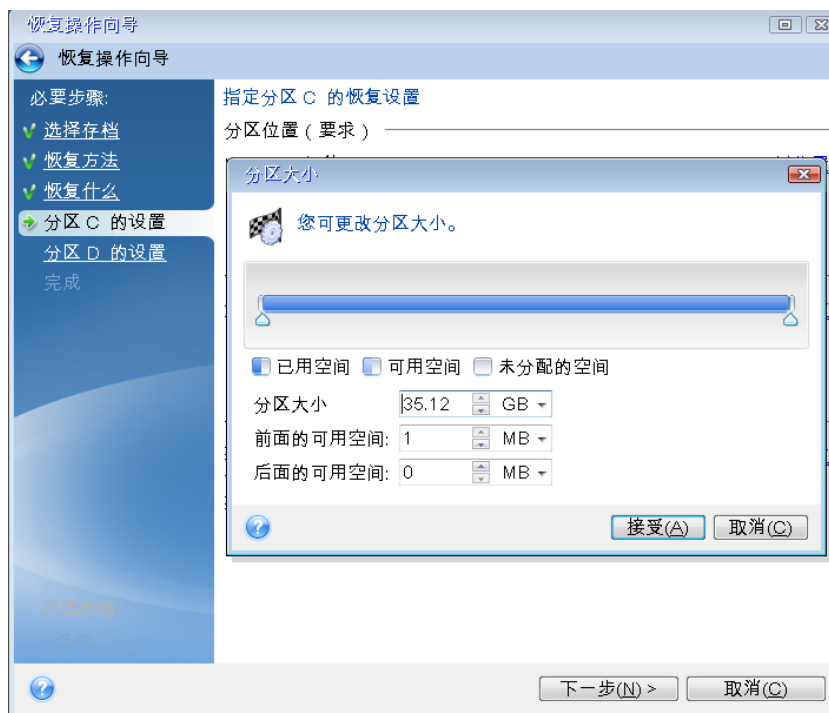 恢复操作向导
恢复操作向导
必要步骤:
选择存档
恢复方法
恢复什么
分区 C 的设置
分区 D 的设置
完成
指定分区 C 的恢复设置
分区位置 ( 要求 )
分区大小
您可更改分区大小。
已用空间 可用空间 未分配的空间
分区大小 35.12 GB
前面的可用空间: 1 MB
后面的可用空间: 0 MB
接受(A) 取消(C)
下一步(N) > 取消(C)